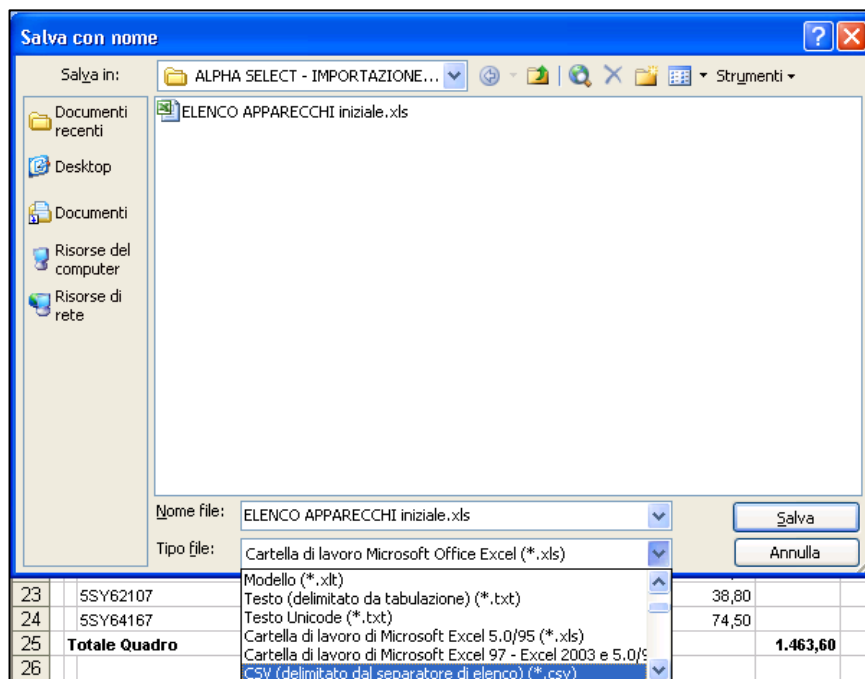 Salva con nome
Salva in:
ALPHA SELECT - IMPORTAZIONE...
Strumenti
Documenti
recenti
Desktop
Documenti
Risorse del
computer
Risorse di
rete
ELENCO APPARECCHI iniziale.xls
Nome file:
ELENCO APPARECCHI iniziale.xls
Salva
Tipo file:
Cartella di lavoro Microsoft Office Excel (*.xls)
Annulla
Modello (*.xlt)
Testo (delimitato da tabulazione) (*.txt)
Testo Unicode (*.txt)
Cartella di lavoro di Microsoft Excel 5.0/95 (*.xls)
Cartella di lavoro di Microsoft Excel 97 - Excel 2003 e 5.0/9
CSV (delimitato dal separatore di elenco) (*.csv)
23 5SY62107 38,80
24 5SY64167 74,50
25 Totale Quadro 1.463,60
26